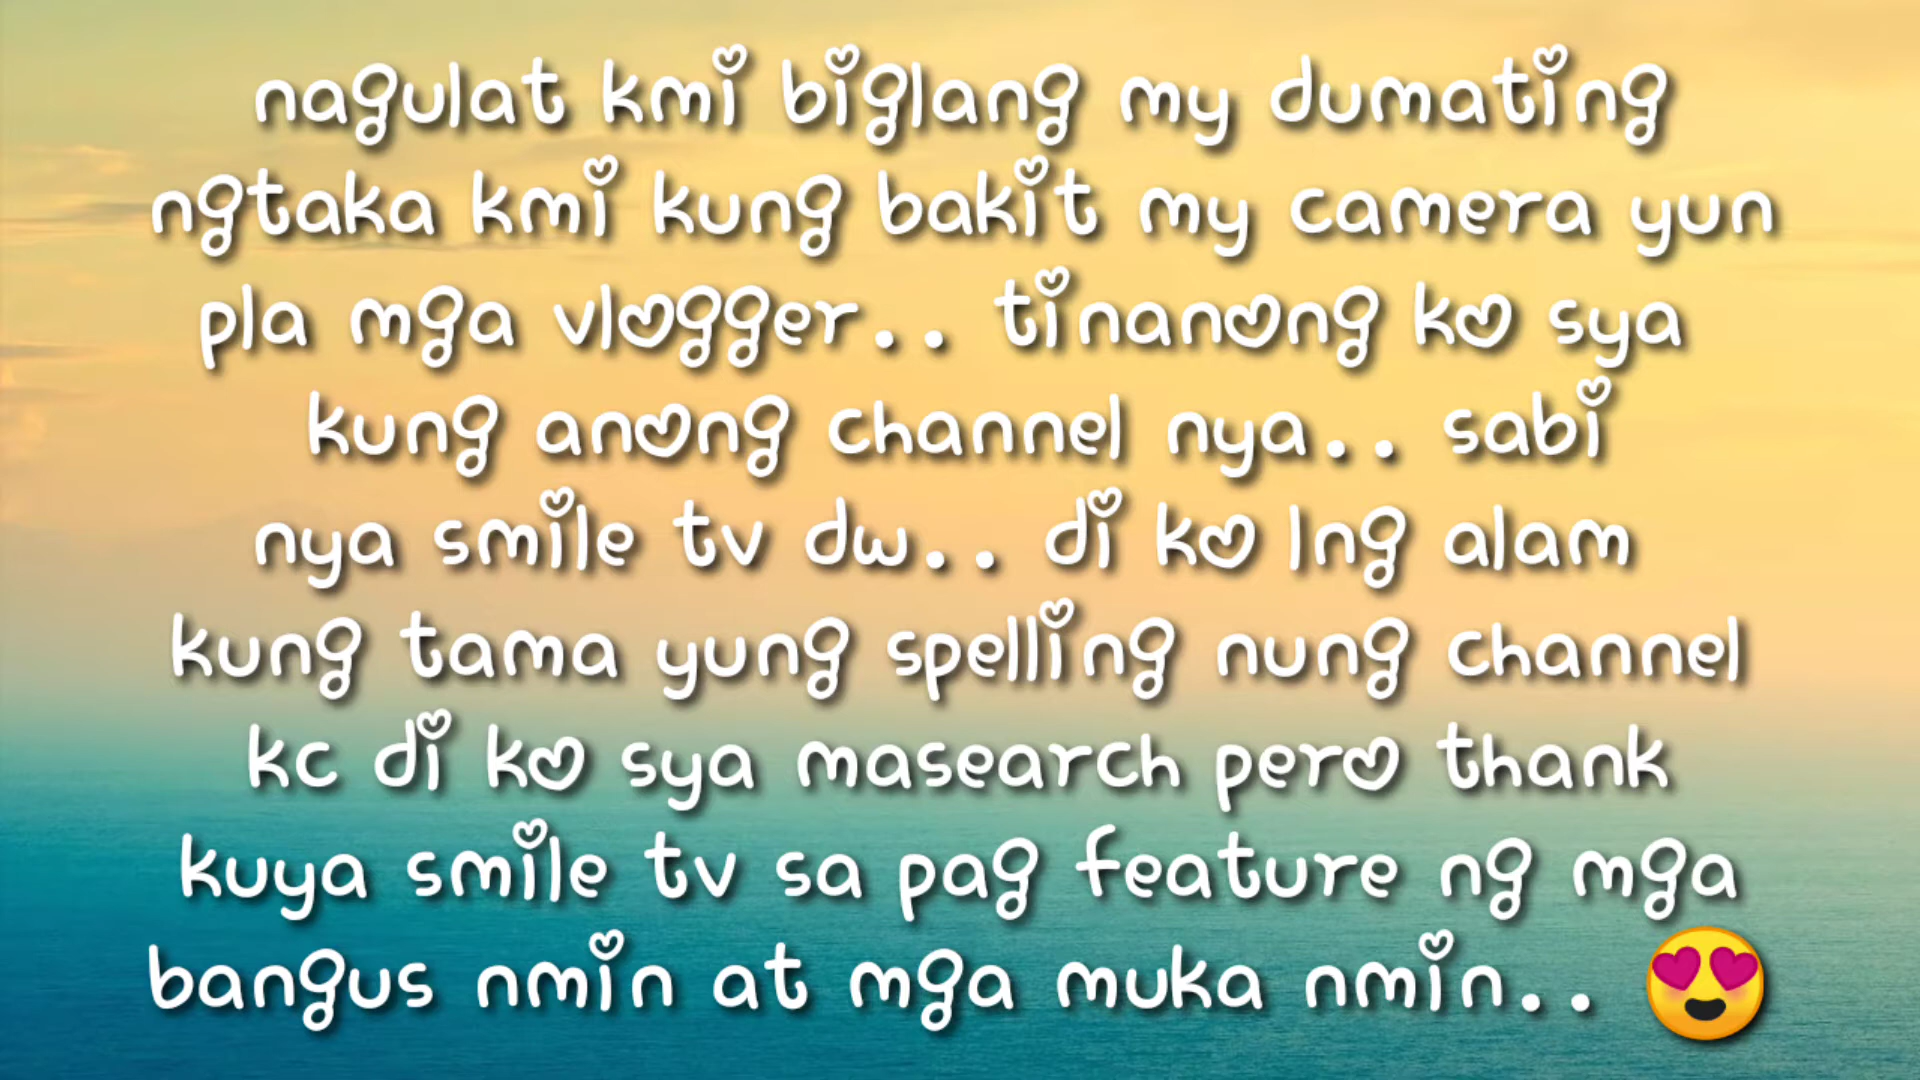 nagulat kmi biglang my dumating
ngtaka kmi kung bakit my camera yun
pla mga vlogger.. tinanong ko sya
kung anong channel nya.. sabi
nya smile tv dw.. di ko lng alam
kung tama yung spelling nung channel
kc di ko sya masearch pero thank
kuya smile tv sa pag feature ng mga
bangus nmin at mga muka nmin.. 😍